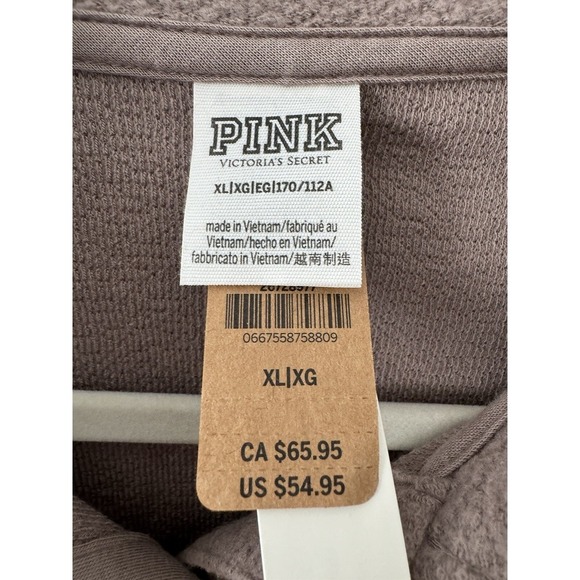 PINK
VICTORIA'S SECRET
XL|XG|EG|170/112A
made in Vietnam/fabriqué au
Vietnam/hecho en Vietnam/
fabbricato in Vietnam/越南制造
0667558758809
XL|XG
CA $65.95
US $54.95